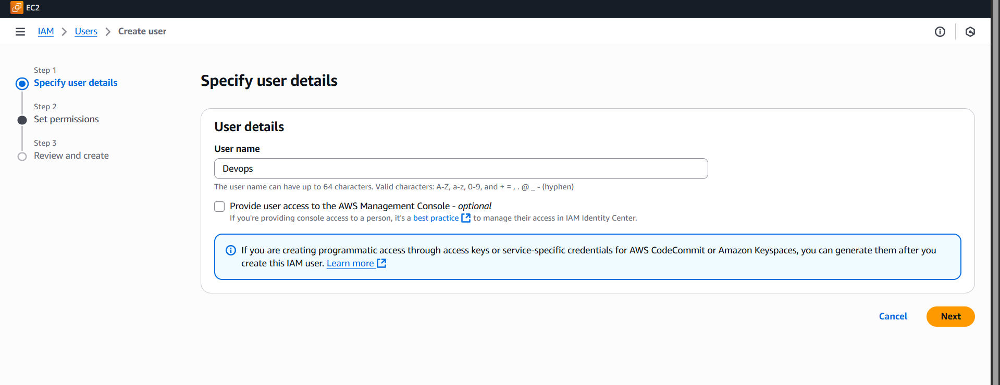 EC2
IAM > Users > Create user
Step 1
Specify user details
Step 2
Set permissions
Step 3
Review and create
Specify user details
User details
User name
Devops
The user name can have up to 64 characters. Valid characters: A-Z, a-z, 0-9, and + = , . @ _ - (hyphen)
Provide user access to the AWS Management Console - optional
If you're providing console access to a person, it's a best practice to manage their access in IAM Identity Center.
If you are creating programmatic access through access keys or service-specific credentials for AWS CodeCommit or Amazon Keyspaces, you can generate them after you
create this IAM user. Learn more
Cancel
Next